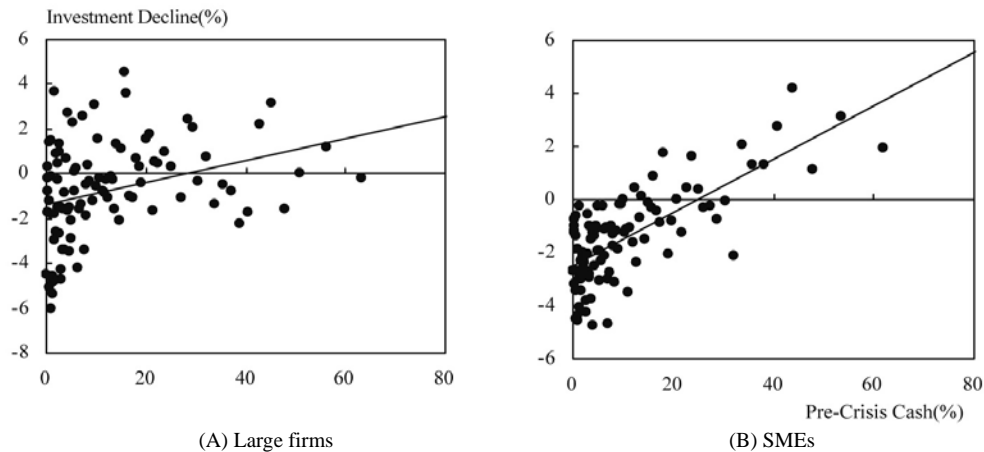 Investment Decline(%)
6
4
2
0
-2
-4
-6
-8
0 20 40 60 80
(A) Large firms
6
4
2
0
-2
-4
-6
0 20 40 60 80
Pre-Crisis Cash(%)
(B) SMEs